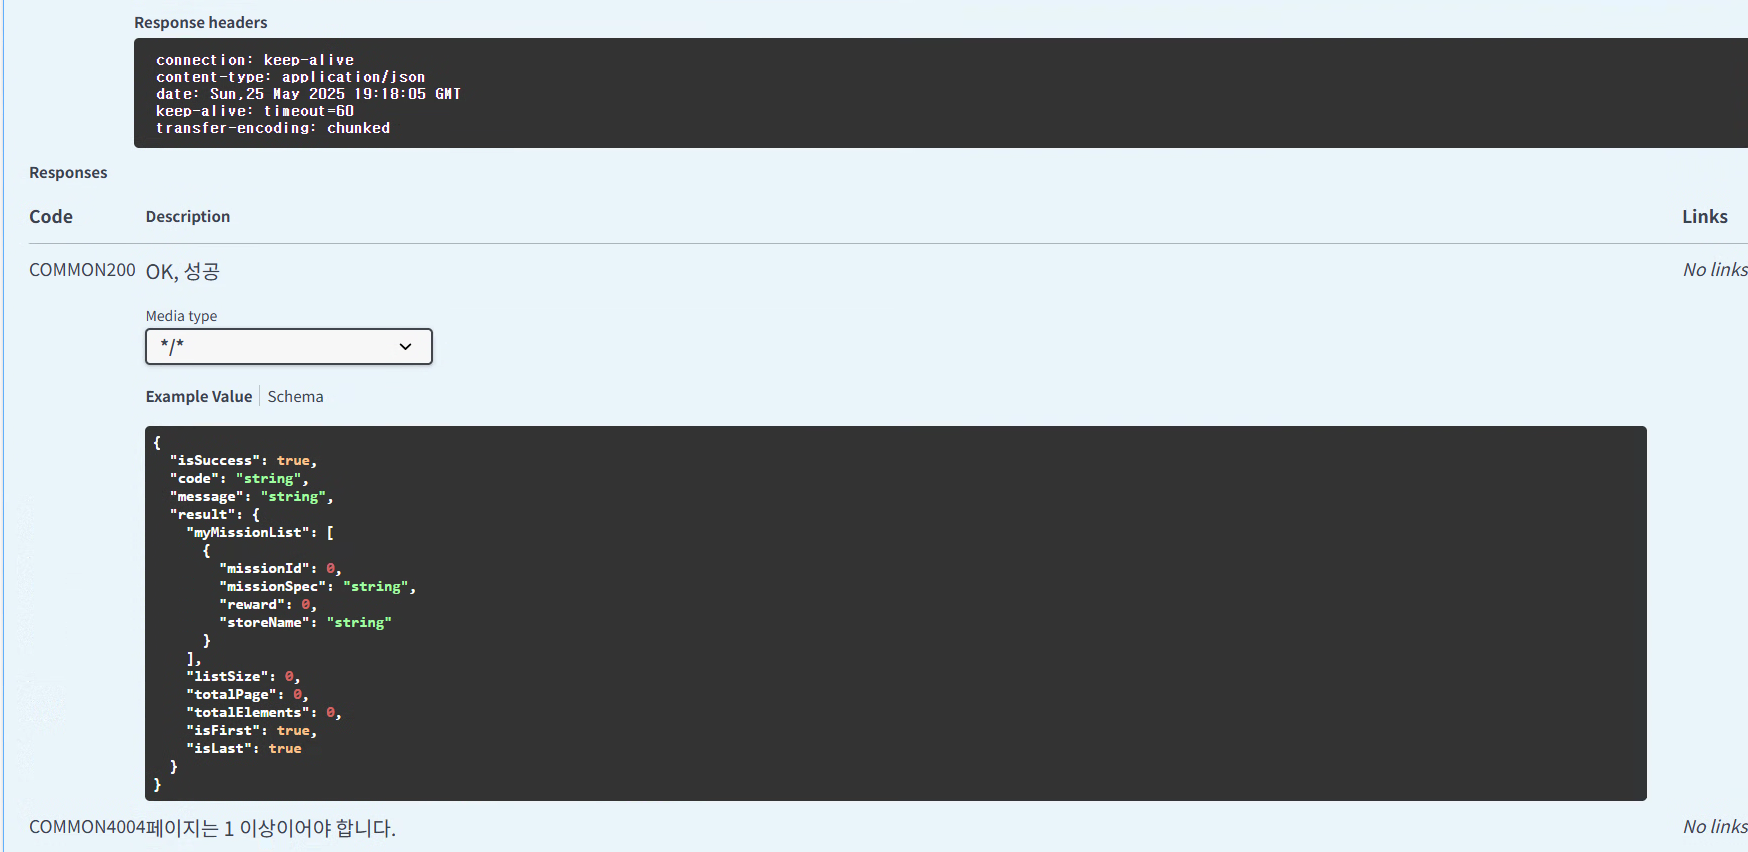 Response headers
connection: keep-alive
content-type: application/json
date: Sun,25 May 2025 19:18:05 GMT
keep-alive: timeout=60
transfer-encoding: chunked
Responses
Code Description Links
COMMON200 OK, 성공 No links
Media type
*/*
Example Value Schema
{
  "isSuccess": true,
  "code": "string",
  "message": "string",
  "result": {
    "myMissionList": [
      {
        "missionId": 0,
        "missionSpec": "string",
        "reward": 0,
        "storeName": "string"
      }
    ],
    "listSize": 0,
    "totalPage": 0,
    "totalElements": 0,
    "isFirst": true,
    "isLast": true
  }
}
COMMON4004 페이지는 1 이상이어야 합니다. No links